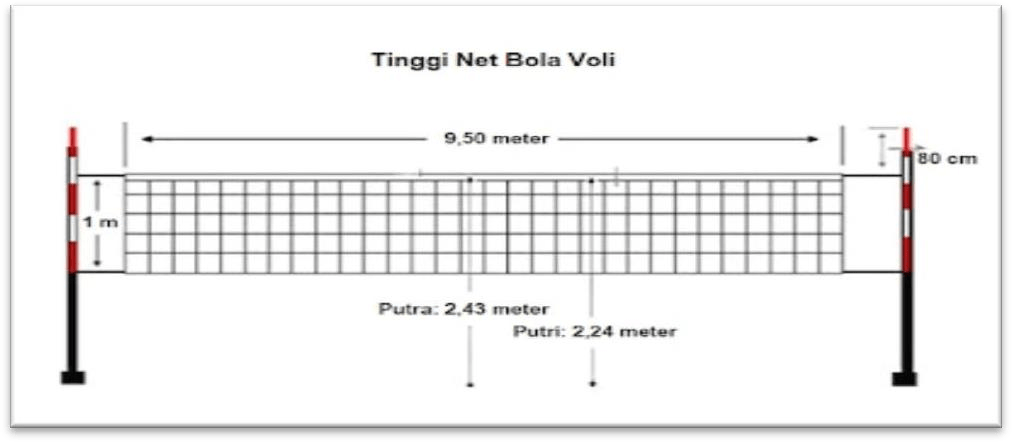 Tinggi Net Bola Voli
9,50 meter
80 cm
1 m
Putra: 2,43 meter
Putri: 2,24 meter